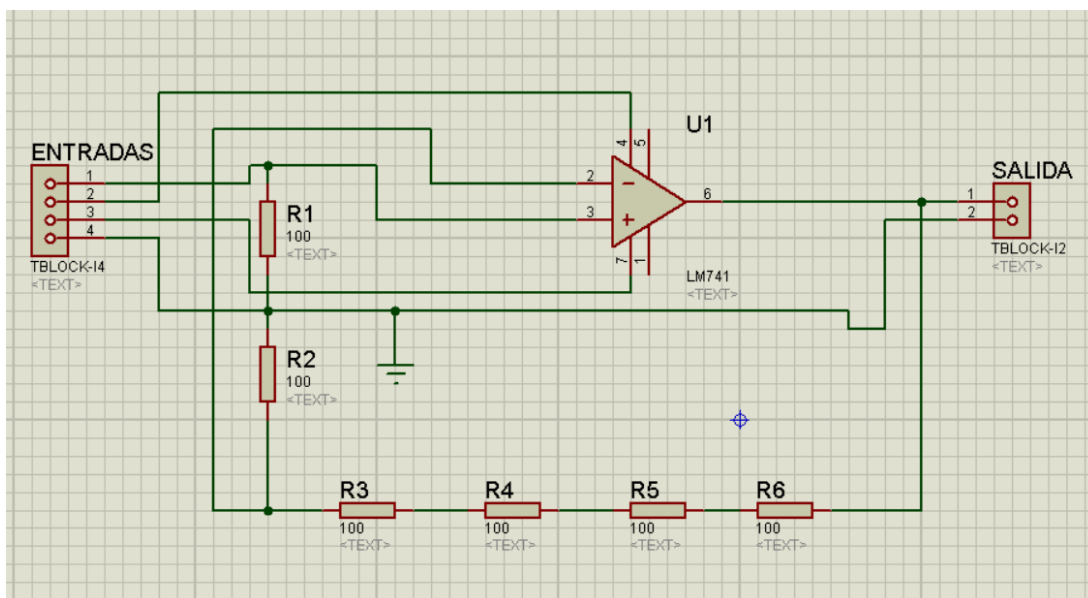 ENTRADAS
1
2
3
4
TBLOCK-I4
<TEXT>
R1
100
<TEXT>
R2
100
<TEXT>
U1
4
5
2
3
6
7
1
LM741
<TEXT>
SALIDA
1
2
TBLOCK-I2
<TEXT>
R3
100
<TEXT>
R4
100
<TEXT>
R5
100
<TEXT>
R6
100
<TEXT>